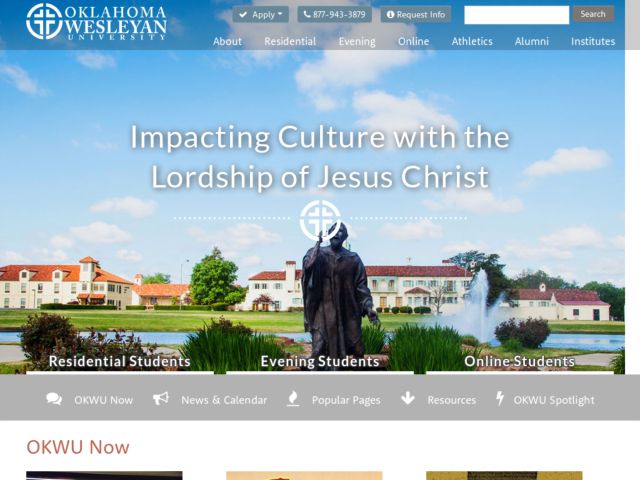 OKLAHOMA
WESLEYAN
UNIVERSITY
Apply
877-943-3879
Request Info
Search
About
Residential
Evening
Online
Athletics
Alumni
Institutes
Impacting Culture with the
Lordship of Jesus Christ
Residential Students
Evening Students
Online Students
OKWU Now
News & Calendar
Popular Pages
Resources
OKWU Spotlight
OKWU Now